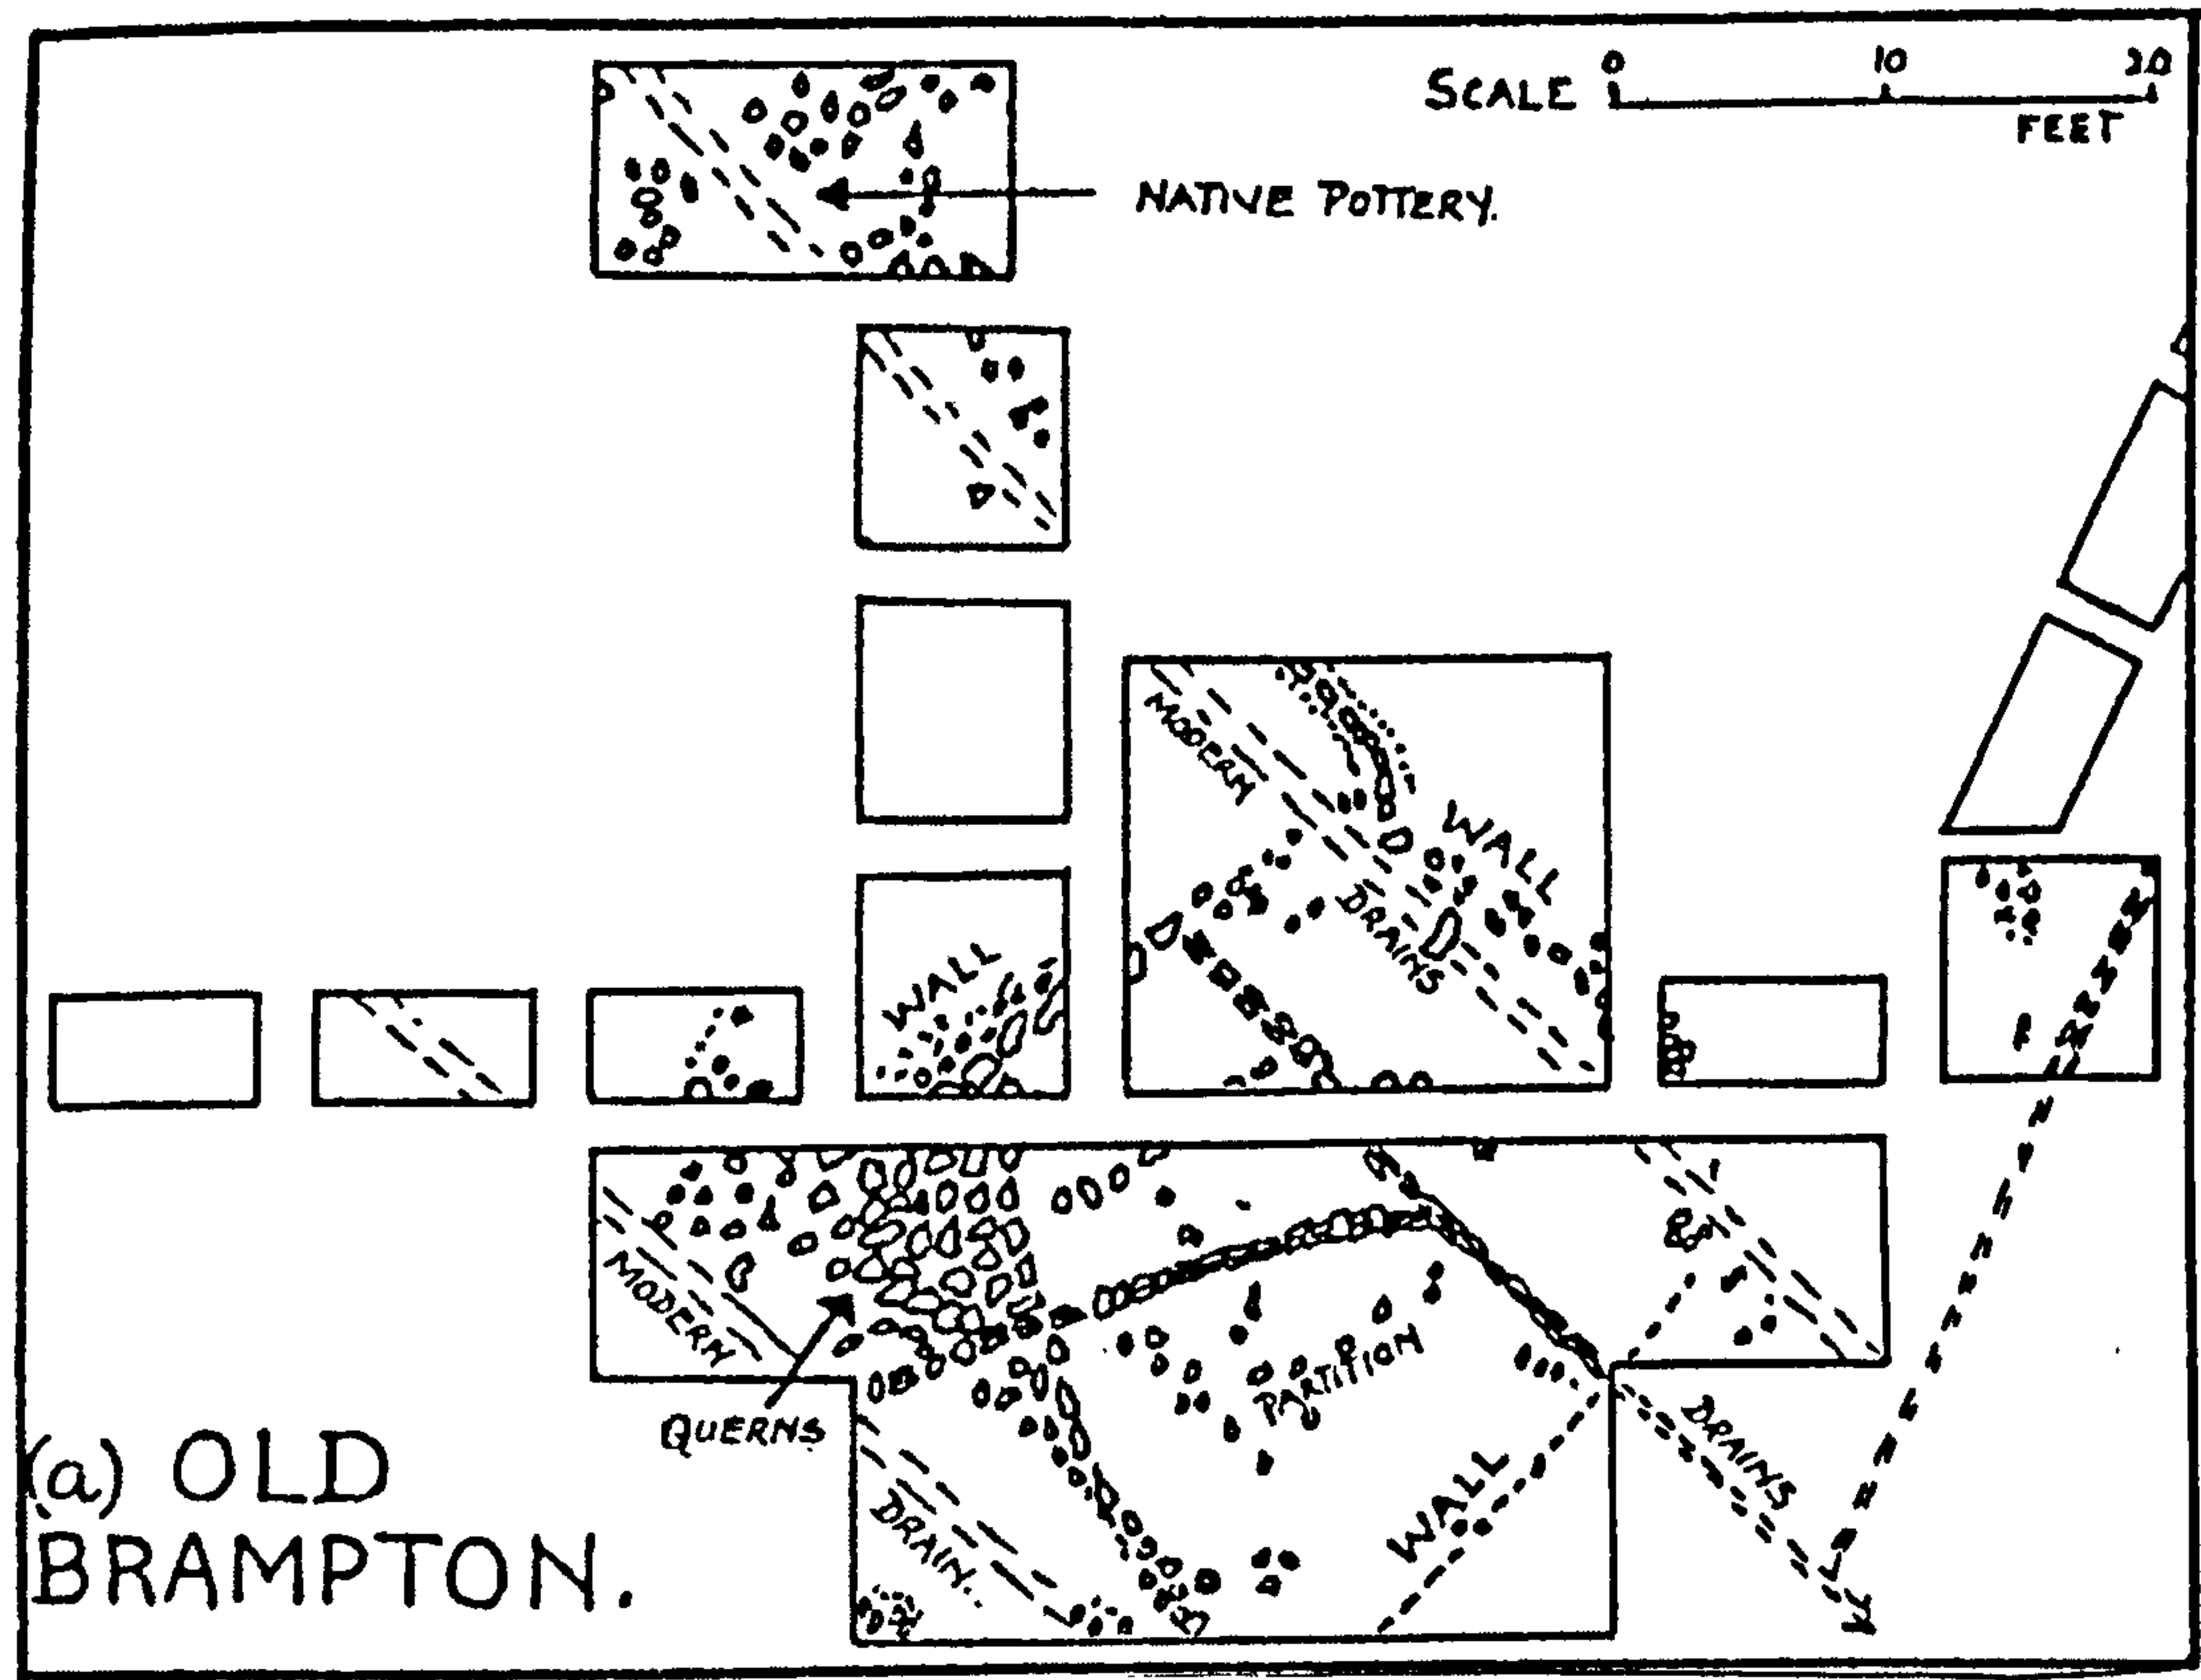 0 10 20
SCALE
FEET
NATIVE POTTERY.
MODERN
WALL
DRAINS
WALL
MODERN
QUERNS
PARTITION
WALL
DRAINS
DRAIN.
(a) OLD
BRAMPTON.